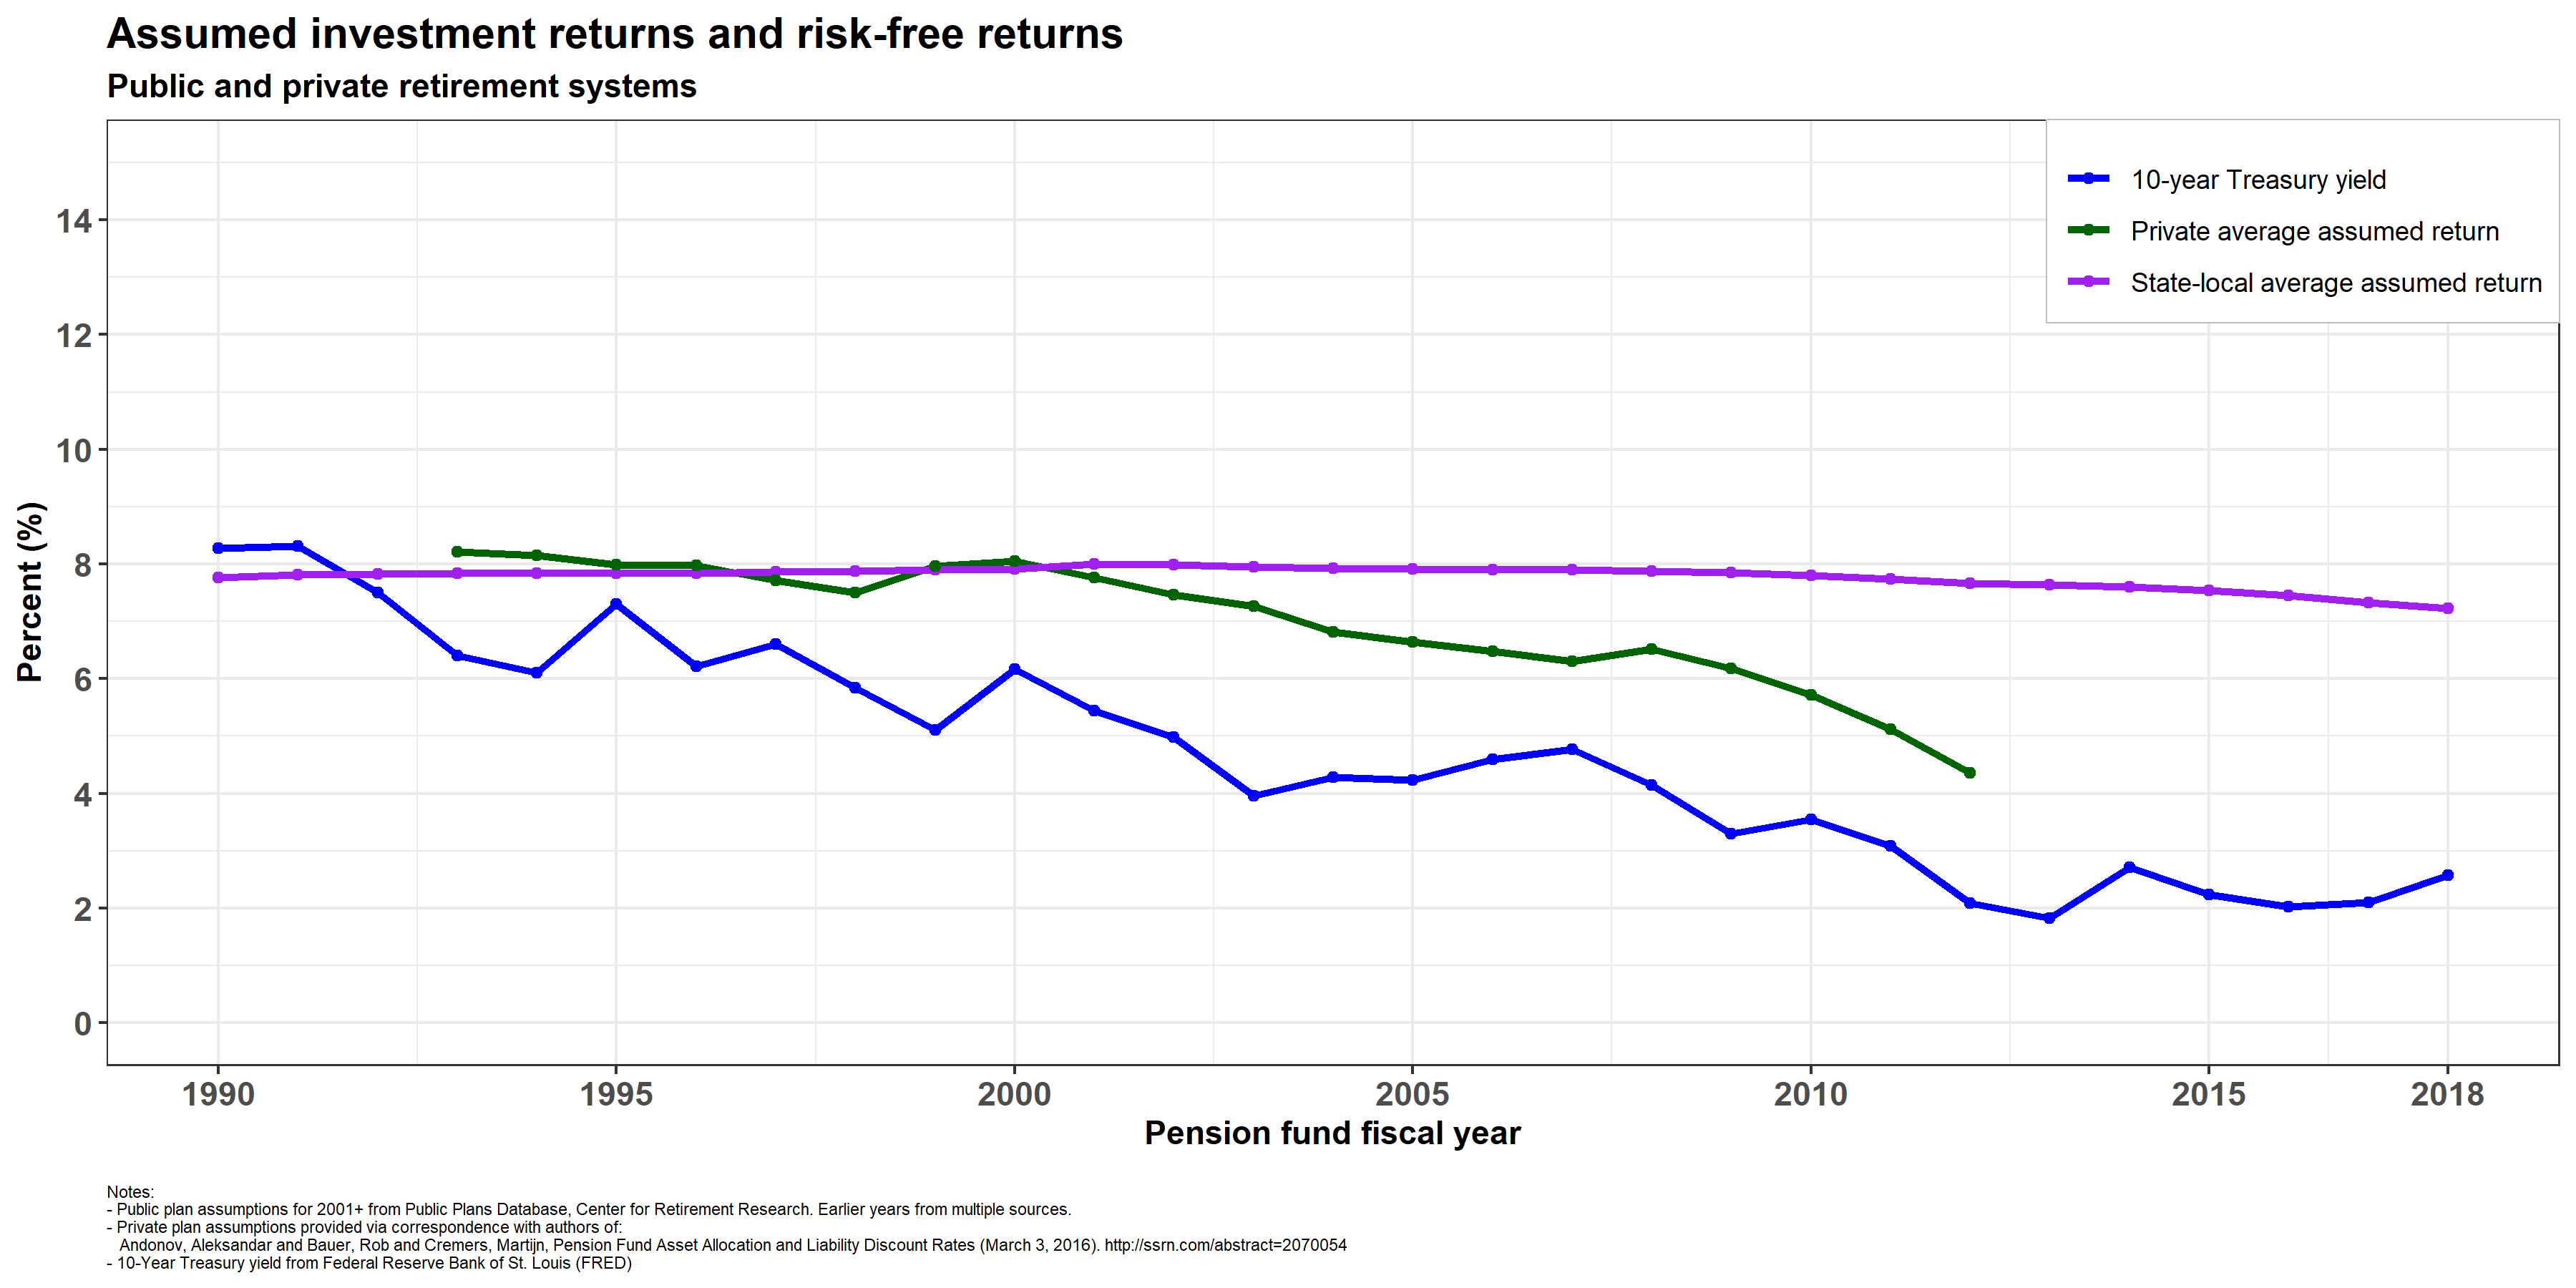 Assumed investment returns and risk-free returns
Public and private retirement systems
10-year Treasury yield
Private average assumed return
State-local average assumed return
14
12
10
8
6
4
2
0
Percent (%)
1990 1995 2000 2005 2010 2015 2018
Pension fund fiscal year
Notes:
- Public plan assumptions for 2001+ from Public Plans Database, Center for Retirement Research. Earlier years from multiple sources.
- Private plan assumptions provided via correspondence with authors of:
Andonov, Aleksandar and Bauer, Rob and Cremers, Martijn, Pension Fund Asset Allocation and Liability Discount Rates (March 3, 2016). http://ssrn.com/abstract=2070054
- 10-Year Treasury yield from Federal Reserve Bank of St. Louis (FRED)